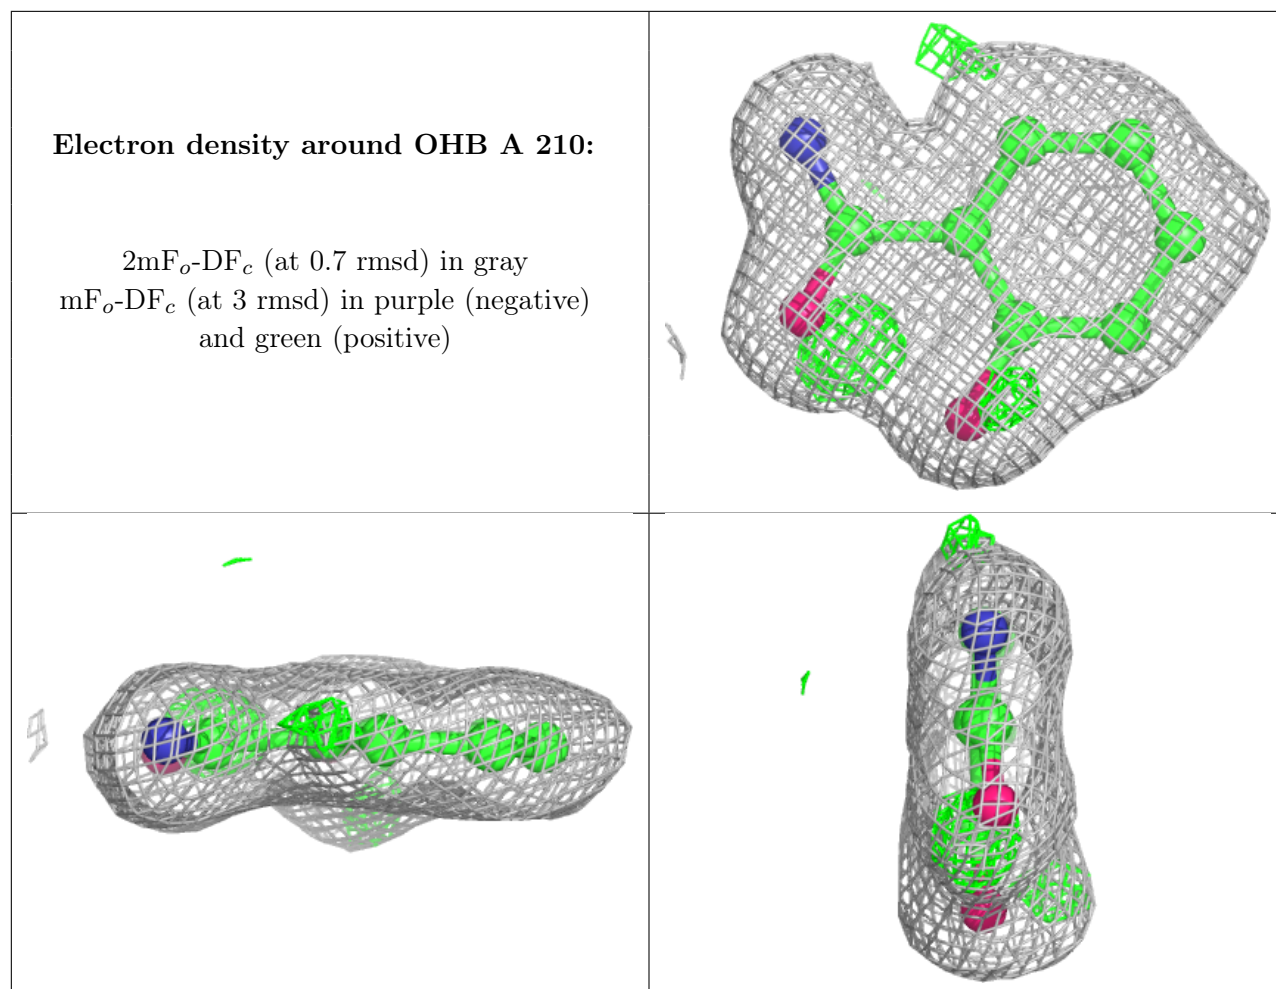 Electron density around OHB A 210:
2mFo-DFc (at 0.7 rmsd) in gray
mFo-DFc (at 3 rmsd) in purple (negative)
and green (positive)